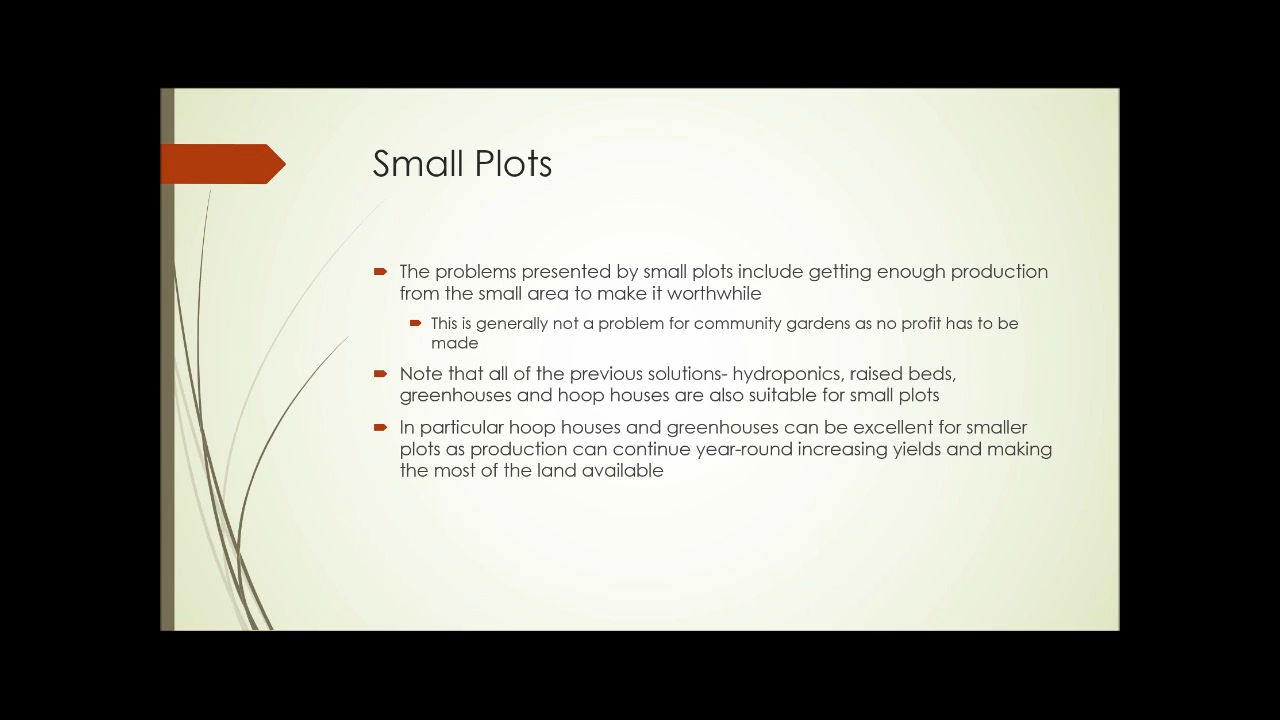 Small Plots
The problems presented by small plots include getting enough production
from the small area to make it worthwhile
This is generally not a problem for community gardens as no profit has to be
made
Note that all of the previous solutions- hydroponics, raised beds,
greenhouses and hoop houses are also suitable for small plots
In particular hoop houses and greenhouses can be excellent for smaller
plots as production can continue year-round increasing yields and making
the most of the land available